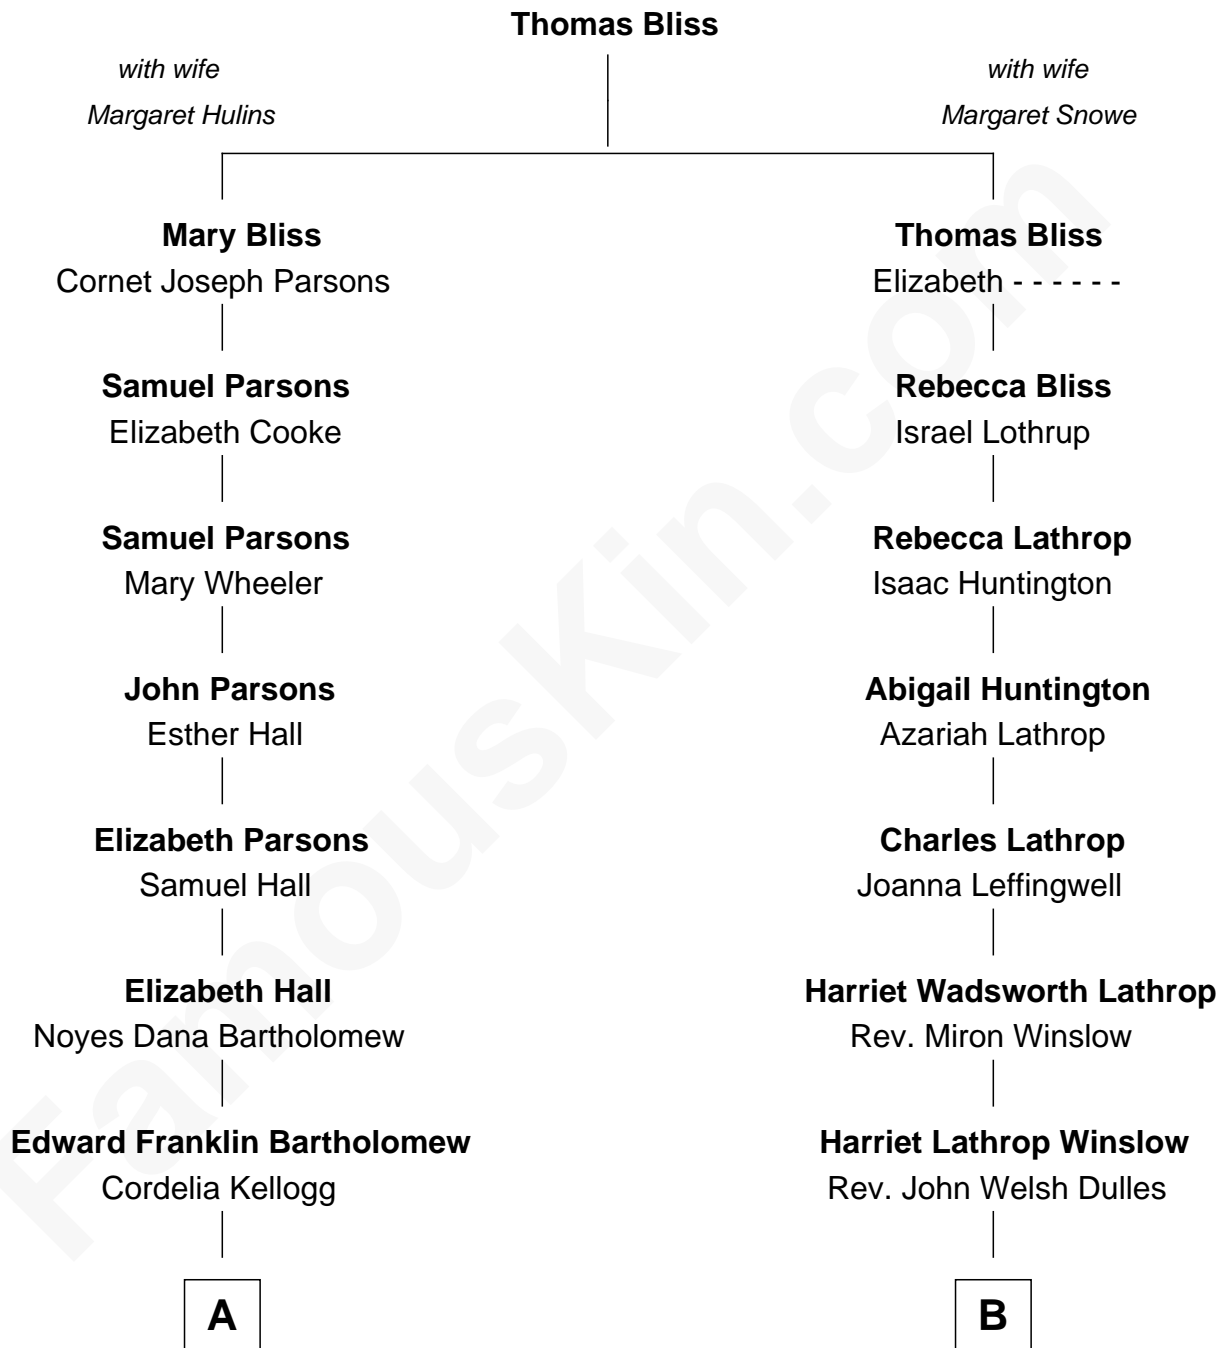 Thomas Bliss
with wife
Margaret Hulins
with wife
Margaret Snowe
Mary Bliss
Cornet Joseph Parsons
Thomas Bliss
Elizabeth - - - - - -
Samuel Parsons
Elizabeth Cooke
Rebecca Bliss
Israel Lothrup
Samuel Parsons
Mary Wheeler
Rebecca Lathrop
Isaac Huntington
John Parsons
Esther Hall
Abigail Huntington
Azariah Lathrop
Elizabeth Parsons
Samuel Hall
Charles Lathrop
Joanna Leffingwell
Elizabeth Hall
Noyes Dana Bartholomew
Harriet Wadsworth Lathrop
Rev. Miron Winslow
Edward Franklin Bartholomew
Cordelia Kellogg
Harriet Lathrop Winslow
Rev. John Welsh Dulles
A
B
FamousKin.com